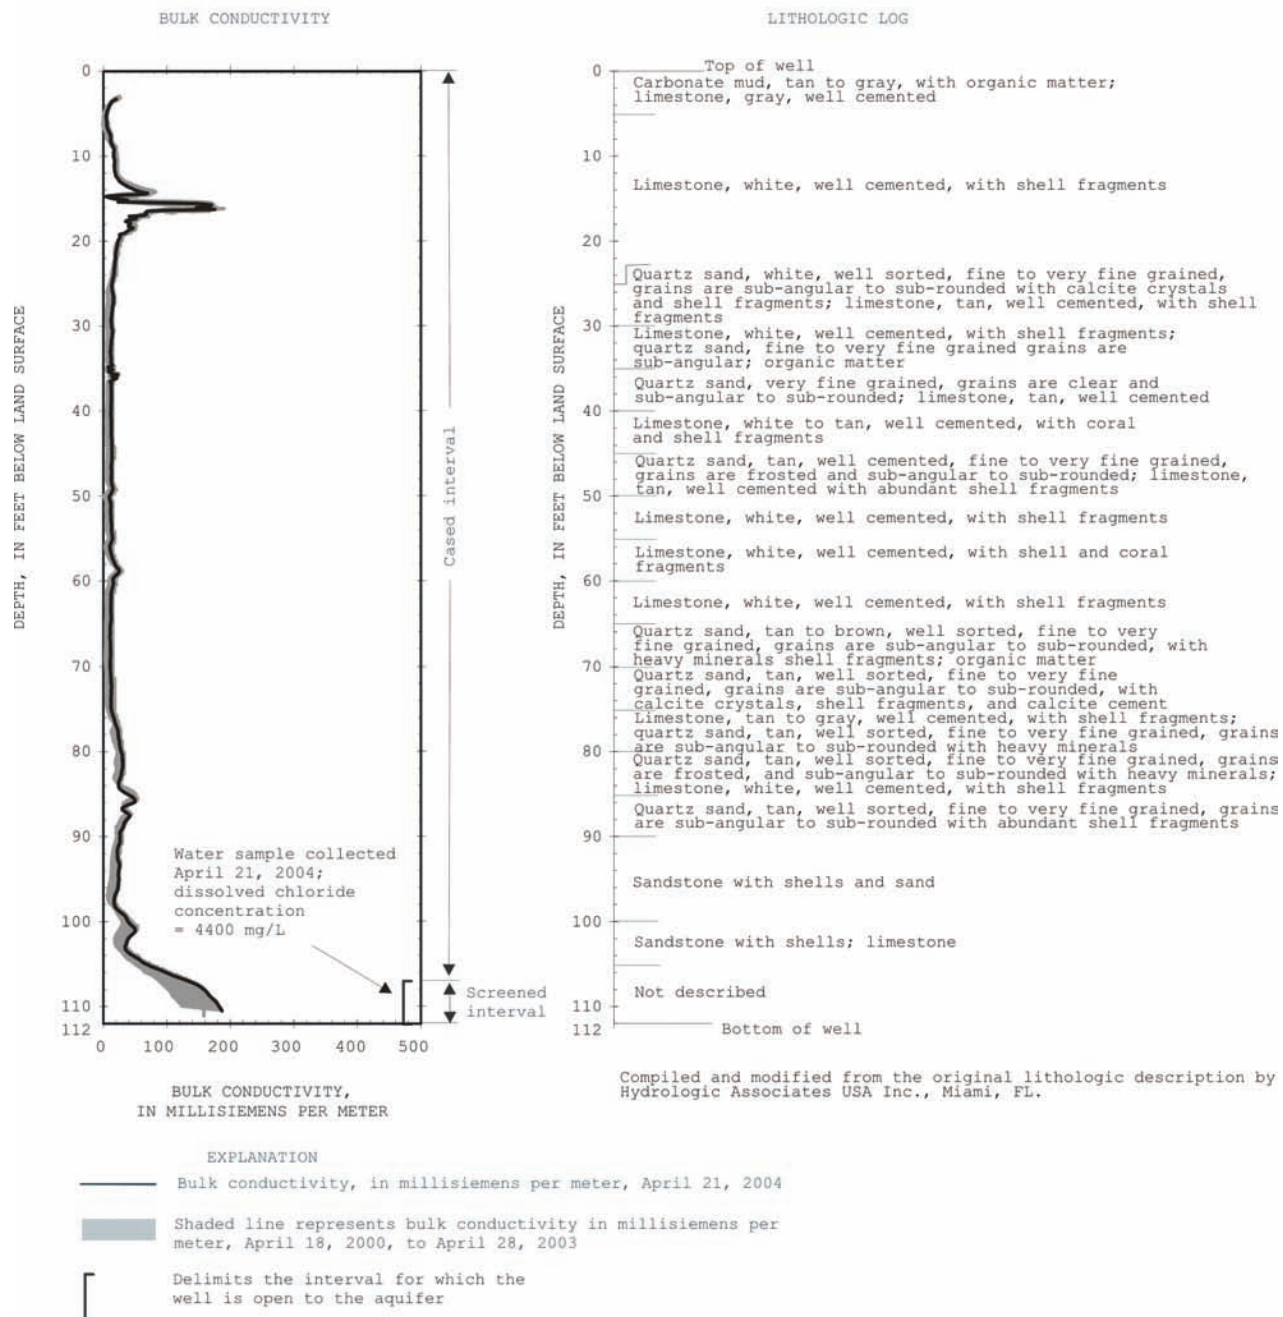 BULK CONDUCTIVITY
LITHOLOGIC LOG
DEPTH, IN FEET BELOW LAND SURFACE
0
10
20
30
40
50
60
70
80
90
100
110
112
0 100 200 300 400 500
BULK CONDUCTIVITY,
IN MILLISIEMENS PER METER
Water sample collected
April 21, 2004;
dissolved chloride
concentration
= 4400 mg/L
Cased interval
Screened
interval
DEPTH, IN FEET BELOW LAND SURFACE
0
10
20
30
40
50
60
70
80
90
100
110
112
Top of well
Carbonate mud, tan to gray, with organic matter;
limestone, gray, well cemented
Limestone, white, well cemented, with shell fragments
Quartz sand, white, well sorted, fine to very fine grained,
grains are sub-angular to sub-rounded with calcite crystals
and shell fragments; limestone, tan, well cemented, with shell
fragments
Limestone, white, well cemented, with shell fragments;
quartz sand, fine to very fine grained grains are
sub-angular; organic matter
Quartz sand, very fine grained, grains are clear and
sub-angular to sub-rounded; limestone, tan, well cemented
Limestone, white to tan, well cemented, with coral
and shell fragments
Quartz sand, tan, well cemented, fine to very fine grained,
grains are frosted and sub-angular to sub-rounded; limestone,
tan, well cemented with abundant shell fragments
Limestone, white, well cemented, with shell fragments
Limestone, white, well cemented, with shell and coral
fragments
Limestone, white, well cemented, with shell fragments
Quartz sand, tan to brown, well sorted, fine to very
fine grained, grains are sub-angular to sub-rounded, with
heavy minerals shell fragments; organic matter
Quartz sand, tan, well sorted, fine to very fine
grained, grains are sub-angular to sub-rounded, with
calcite crystals, shell fragments, and calcite cement
Limestone, tan to gray, well cemented, with shell fragments;
quartz sand, tan, well sorted, fine to very fine grained, grains
are sub-angular to sub-rounded with heavy minerals
Quartz sand, tan, well sorted, fine to very fine grained, grains
are frosted, and sub-angular to sub-rounded with heavy minerals;
limestone, white, well cemented, with shell fragments
Quartz sand, tan, well sorted, fine to very fine grained, grains
are sub-angular to sub-rounded with abundant shell fragments
Sandstone with shells and sand
Sandstone with shells; limestone
Not described
Bottom of well
Compiled and modified from the original lithologic description by
Hydrologic Associates USA Inc., Miami, FL.
EXPLANATION
Bulk conductivity, in millisiemens per meter, April 21, 2004
Shaded line represents bulk conductivity in millisiemens per
meter, April 18, 2000, to April 28, 2003
Delimits the interval for which the
well is open to the aquifer